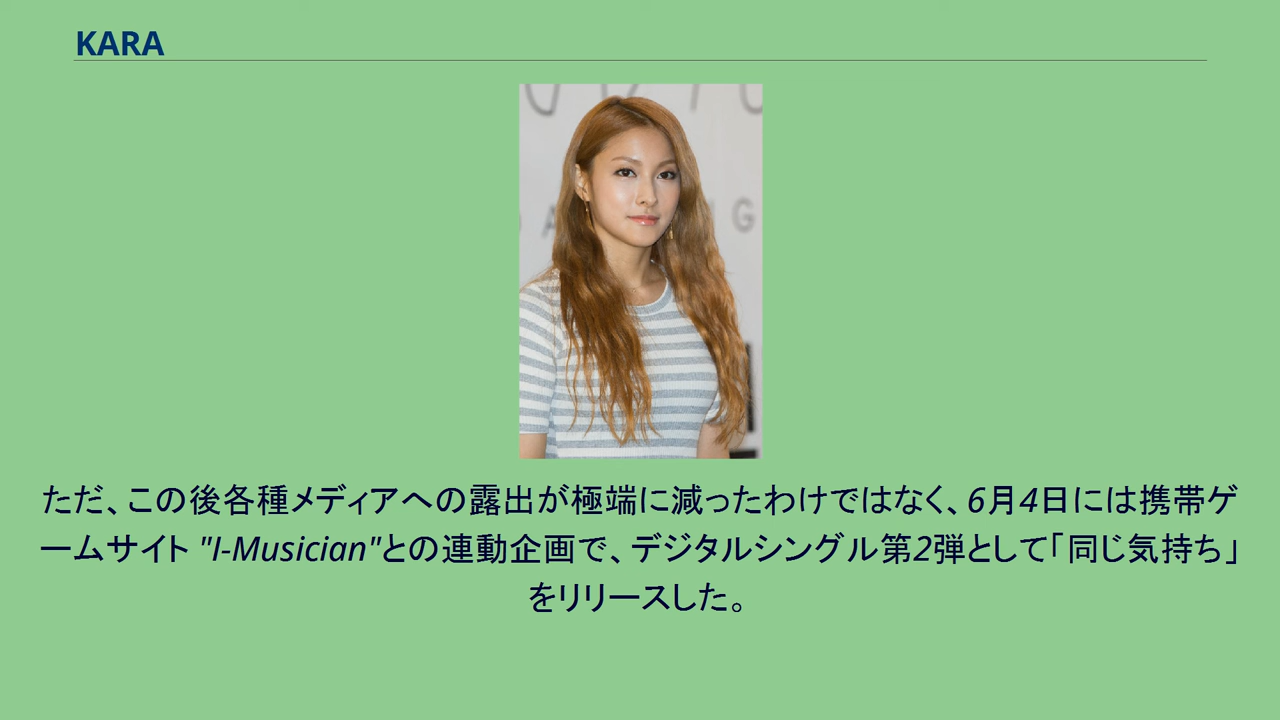 KARA
ただ、この後各種メディアへの露出が極端に減ったわけではなく、6月4日には携帯ゲ
ームサイト "I-Musician"との連動企画で、デジタルシングル第2弾として「同じ気持ち」
をリリースした。